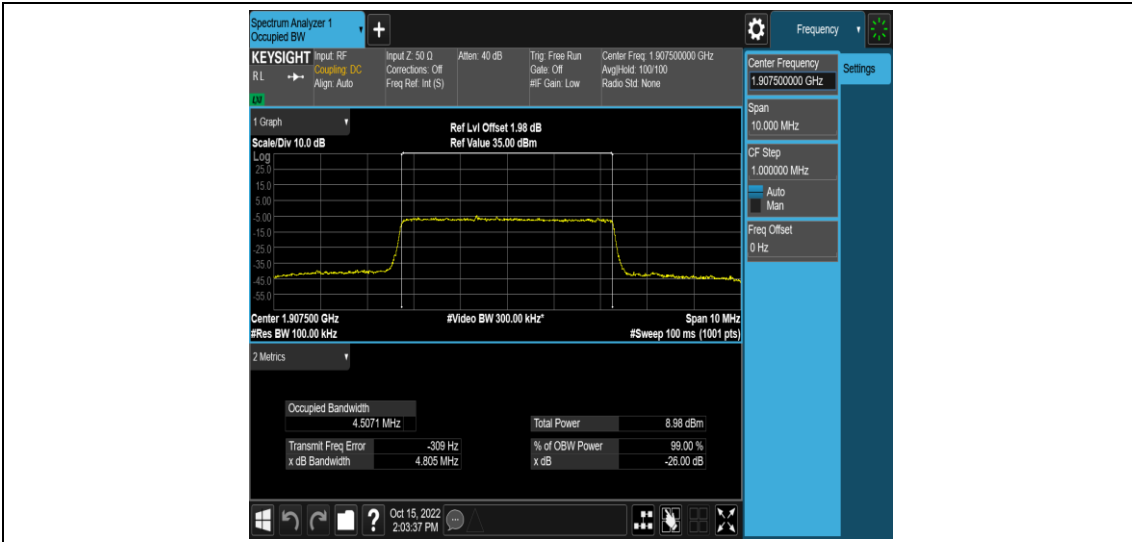 Spectrum Analyzer 1
Occupied BW
Frequency
KEYSIGHT
RL
LXI
Input: RF
Coupling: DC
Align: Auto
Input Z: 50 Ω
Corrections: Off
Freq Ref: Int (S)
Atten: 40 dB
Trig: Free Run
Gate: Off
#IF Gain: Low
Center Freq: 1.907500000 GHz
Avg|Hold: 100/100
Radio Std: None
Center Frequency
1.907500000 GHz
Settings
Span
10.000 MHz
CF Step
1.000000 MHz
Auto
Man
Freq Offset
0 Hz
1 Graph
Ref Lvl Offset 1.98 dB
Scale/Div 10.0 dB
Ref Value 35.00 dBm
Log
25.0
15.0
5.00
-5.00
-15.0
-25.0
-35.0
-45.0
-55.0
Center 1.907500 GHz
#Video BW 300.00 kHz*
Span 10 MHz
#Res BW 100.00 kHz
#Sweep 100 ms (1001 pts)
2 Metrics
Occupied Bandwidth
4.5071 MHz
Total Power
8.98 dBm
Transmit Freq Error
-309 Hz
% of OBW Power
99.00 %
x dB Bandwidth
4.805 MHz
x dB
-26.00 dB
?
Oct 15, 2022
2:03:37 PM